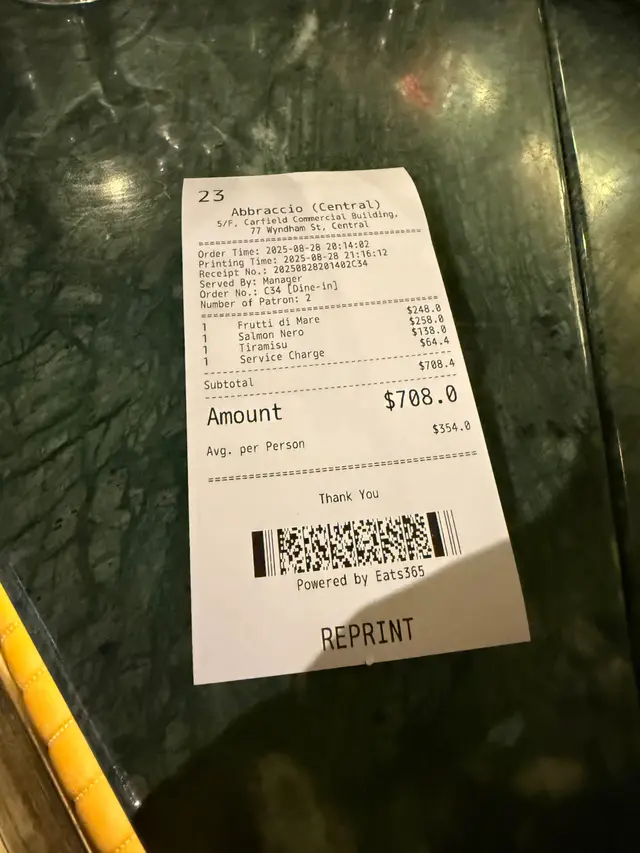 23
Abbraccio (Central)
5/F, Carfield Commercial Building,
77 Wyndham St, Central
Order Time: 2025-08-28 20:14:02
Printing Time: 2025-08-28 21:16:12
Receipt No.: 20250828201402C34
Served By: Manager
Order No.: C34 [Dine-in]
Number of Patron: 2
1 Frutti di Mare $248.0
1 Salmon Nero $258.0
1 Tiramisu $138.0
1 Service Charge $64.4
Subtotal $708.4
Amount $708.0
Avg. per Person $354.0
Thank You
Powered by Eats365
REPRINT